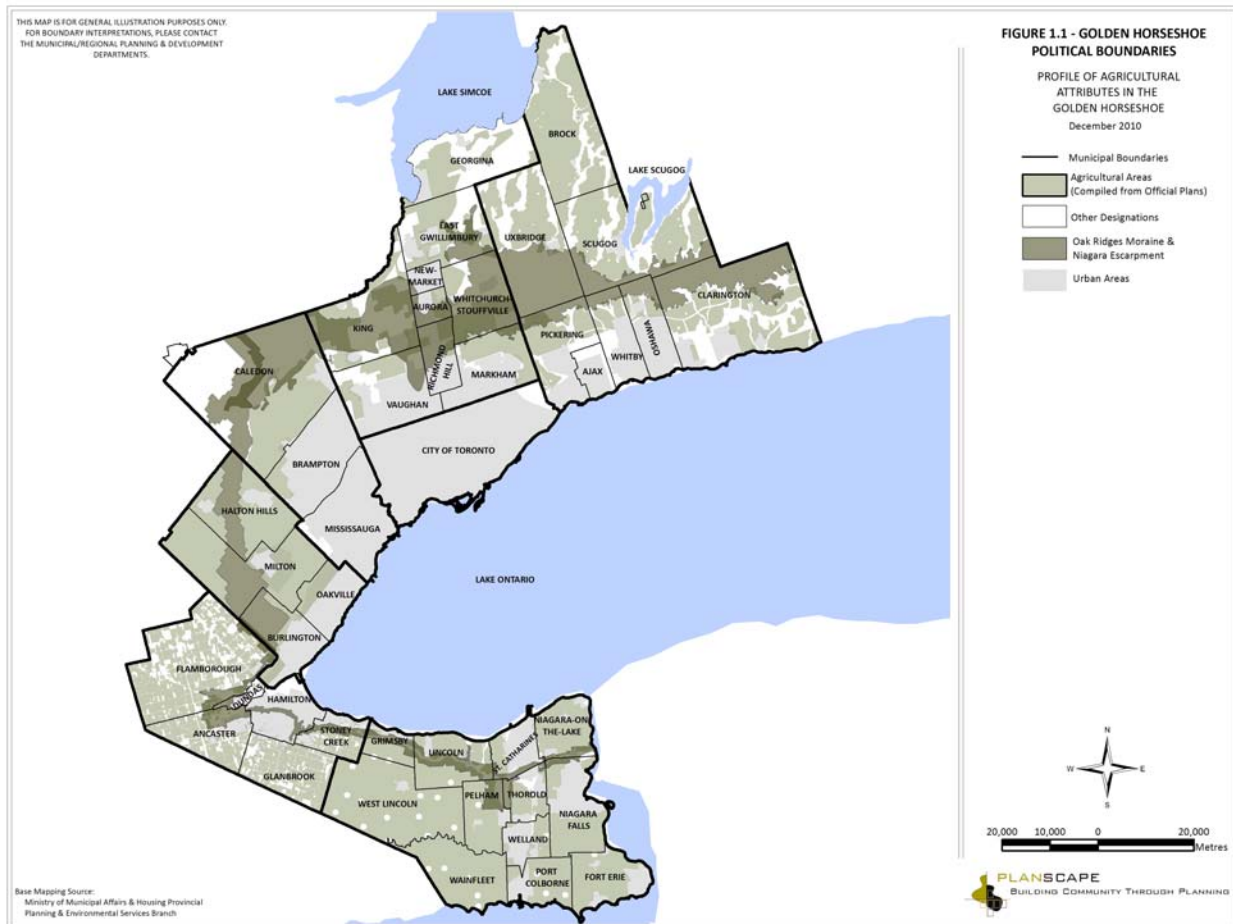 THIS MAP IS FOR GENERAL ILLUSTRATION PURPOSES ONLY.
FOR BOUNDARY INTERPRETATIONS, PLEASE CONTACT
THE MUNICIPAL/REGIONAL PLANNING & DEVELOPMENT
DEPARTMENTS.
FIGURE 1.1 - GOLDEN HORSESHOE
POLITICAL BOUNDARIES
PROFILE OF AGRICULTURAL
ATTRIBUTES IN THE
GOLDEN HORSESHOE
December 2010
Municipal Boundaries
Agricultural Areas
(Compiled from Official Plans)
Other Designations
Oak Ridges Moraine &
Niagara Escarpment
Urban Areas
LAKE SIMCOE
BROCK
GEORGINA
LAKE SCUGOG
EAST
GWILLIMBURY
UXBRIDGE
SCUGOG
NEW-
MARKET
AURORA
WHITCHURCH-
STOUFFVILLE
KING
CLARINGTON
PICKERING
OSHAWA
WHITBY
AJAX
RICHMOND
HILL
MARKHAM
VAUGHAN
CALEDON
CITY OF TORONTO
BRAMPTON
HALTON HILLS
MISSISSAUGA
MILTON
LAKE ONTARIO
OAKVILLE
BURLINGTON
FLAMBOROUGH
DUNDAS
HAMILTON
ANCASTER
STONEY
CREEK
GRIMSBY
LINCOLN
ST. CATHARINES
NIAGARA-ON-
THE-LAKE
GLANBROOK
WEST LINCOLN
PELHAM
THOROLD
NIAGARA
FALLS
WELLAND
WAINFLEET
PORT
COLBORNE
FORT ERIE
N
W
E
S
20,000 10,000 0 20,000
Metres
PLANSCAPE
BUILDING COMMUNITY THROUGH PLANNING
Base Mapping Source:
Ministry of Municipal Affairs & Housing Provincial
Planning & Environmental Services Branch